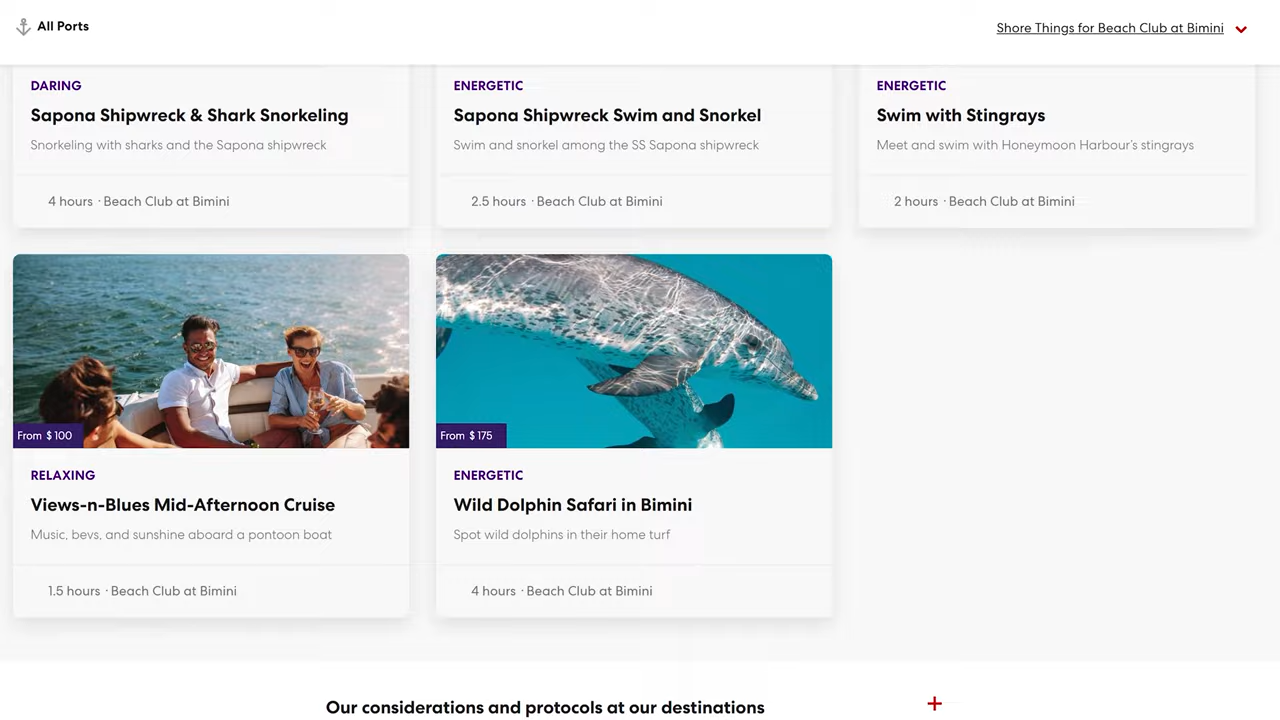 All Ports
Shore Things for Beach Club at Bimini
DARING
Sapona Shipwreck & Shark Snorkeling
Snorkeling with sharks and the Sapona shipwreck
4 hours · Beach Club at Bimini
ENERGETIC
Sapona Shipwreck Swim and Snorkel
Swim and snorkel among the SS Sapona shipwreck
2.5 hours · Beach Club at Bimini
ENERGETIC
Swim with Stingrays
Meet and swim with Honeymoon Harbour's stingrays
2 hours · Beach Club at Bimini
From $100
RELAXING
Views-n-Blues Mid-Afternoon Cruise
Music, bevs, and sunshine aboard a pontoon boat
1.5 hours · Beach Club at Bimini
From $175
ENERGETIC
Wild Dolphin Safari in Bimini
Spot wild dolphins in their home turf
4 hours · Beach Club at Bimini
Our considerations and protocols at our destinations